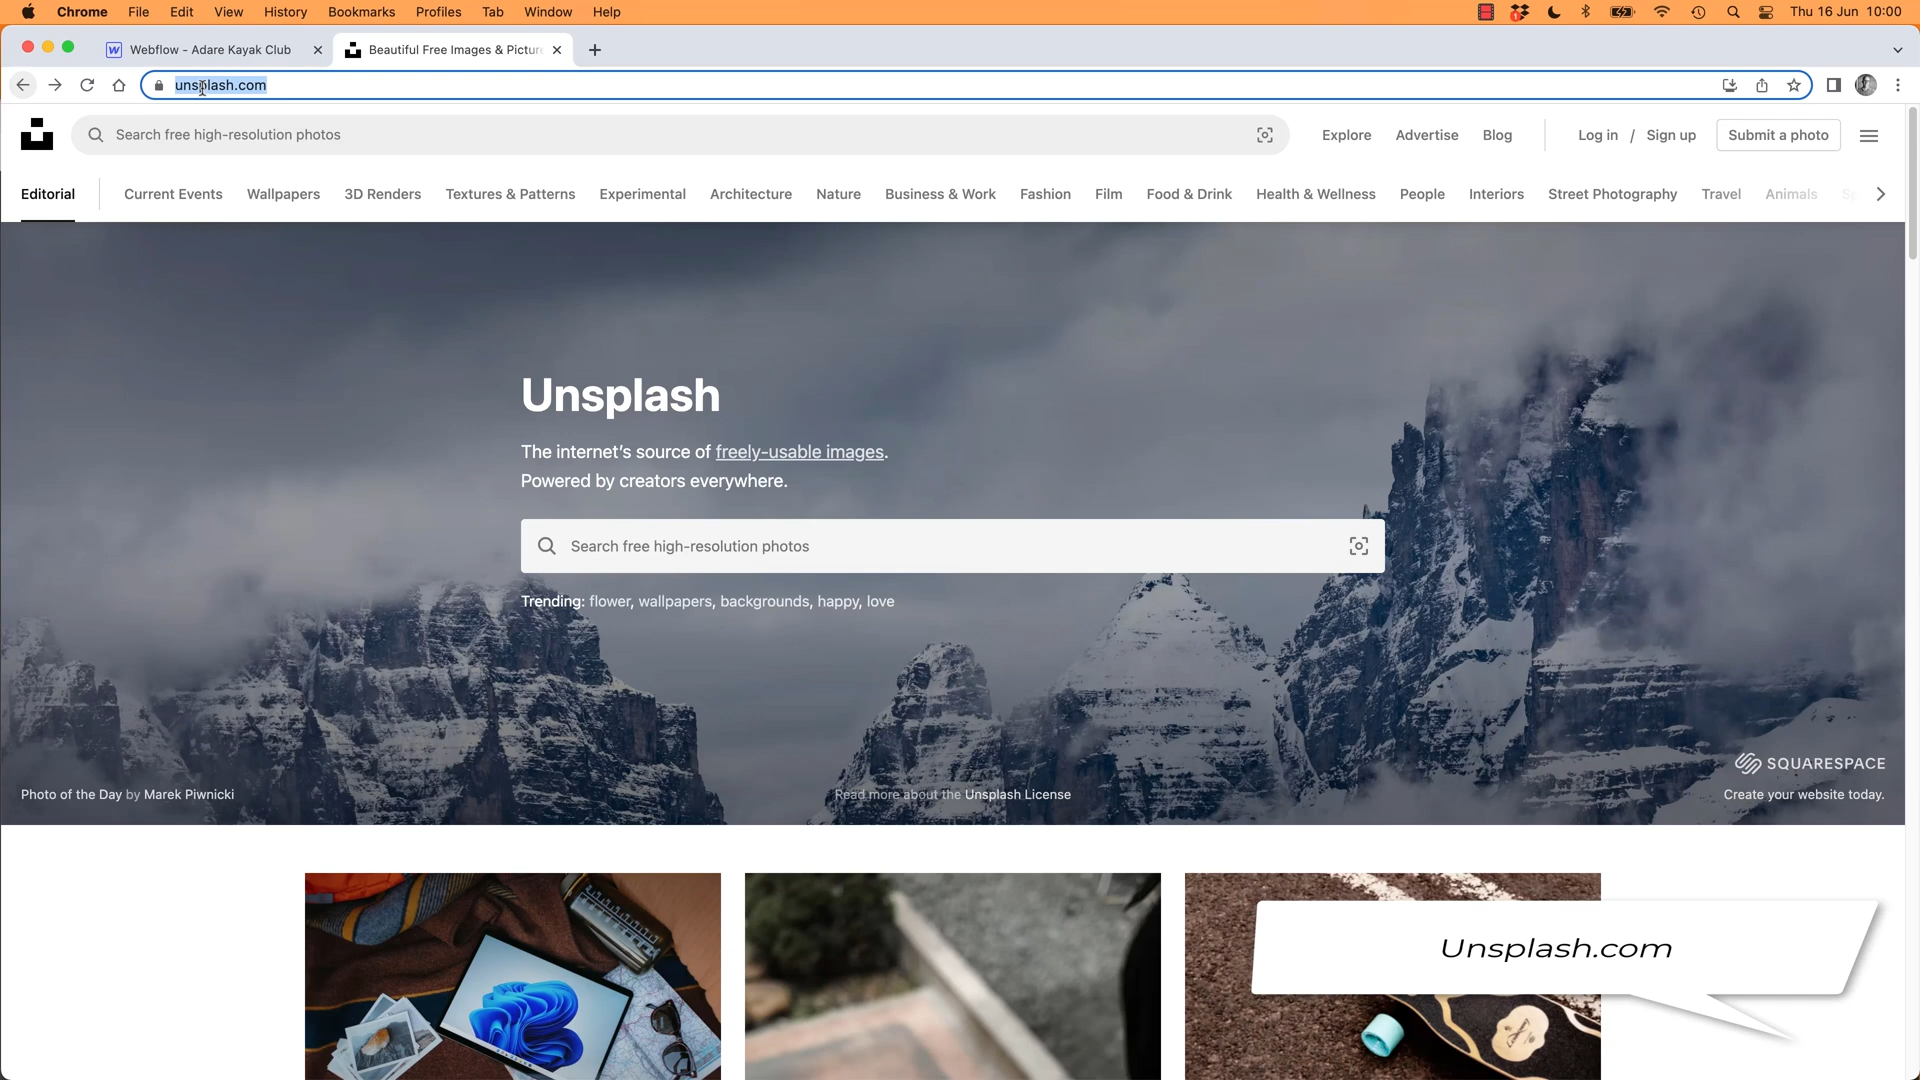 Chrome File Edit View History Bookmarks Profiles Tab Window Help Thu 16 Jun 10:00
Webflow - Adare Kayak Club
Beautiful Free Images & Pictur
unsplash.com
Search free high-resolution photos
Explore Advertise Blog Log in / Sign up Submit a photo
Editorial Current Events Wallpapers 3D Renders Textures & Patterns Experimental Architecture Nature Business & Work Fashion Film Food & Drink Health & Wellness People Interiors Street Photography Travel Animals Sp
Unsplash
The internet's source of freely-usable images.
Powered by creators everywhere.
Search free high-resolution photos
Trending: flower, wallpapers, backgrounds, happy, love
SQUARESPACE
Photo of the Day by Marek Piwnicki
Read more about the Unsplash License
Create your website today.
Unsplash.com